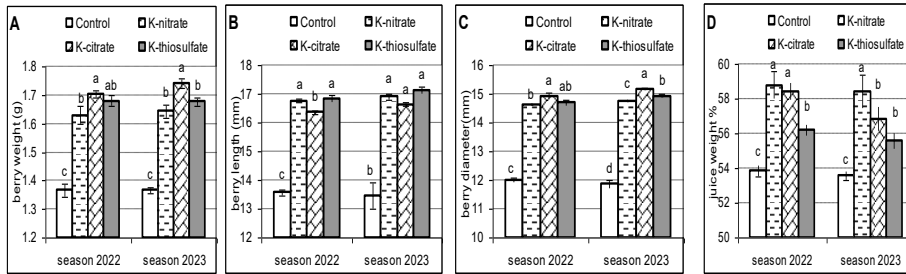 A
Control
K-nitrate
K-citrate
K-thiosulfate
berry weight (g)
1.8
1.7
1.6
1.5
1.4
1.3
1.2
c
b
a
ab
c
b
a
b
season 2022
season 2023
B
Control
K-nitrate
K-citrate
K-thiosulfate
berry length (mm)
17
16
15
14
13
12
c
a
b
a
b
a
a
a
season 2022
season 2023
C
Control
K-nitrate
K-citrate
K-thiosulfate
berry diameter(mm)
16
15
14
13
12
11
10
c
b
a
ab
d
c
a
b
season 2022
season 2023
D
Control
K-nitrate
K-citrate
K-thiosulfate
juice weight %
60
58
56
54
52
50
c
a
a
b
c
a
b
b
season 2022
season 2023